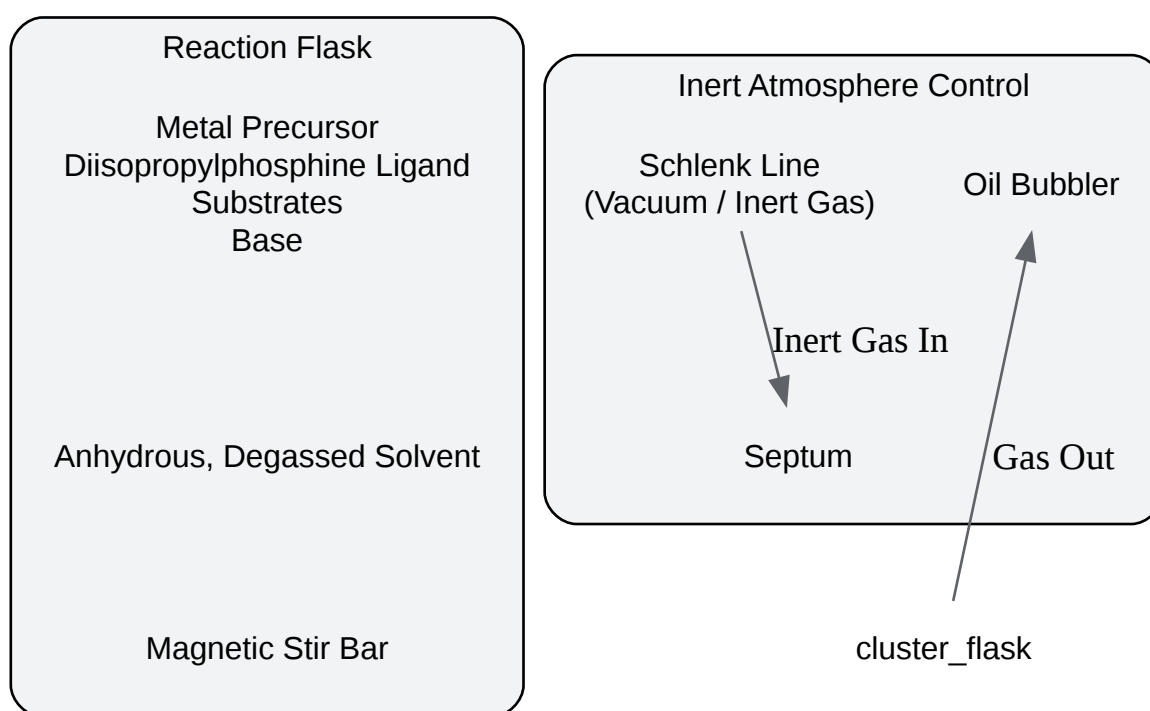 Reaction Flask
Metal Precursor
Diisopropylphosphine Ligand
Substrates
Base
Anhydrous, Degassed Solvent
Magnetic Stir Bar
Inert Atmosphere Control
Schlenk Line
(Vacuum / Inert Gas)
Oil Bubbler
Inert Gas In
Septum
Gas Out
cluster_flask